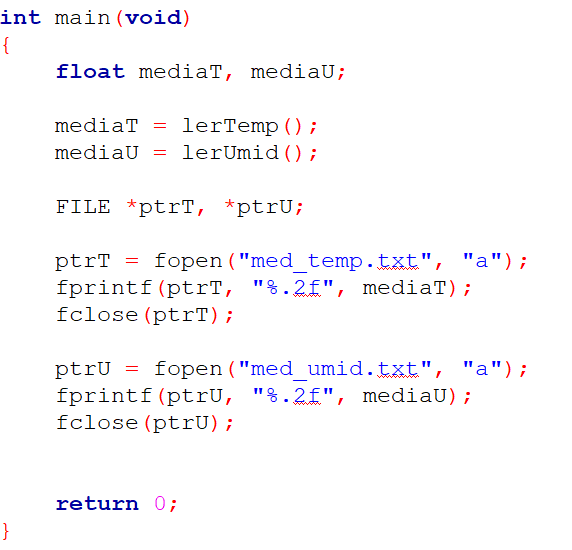 int main(void)
{
    float mediaT, mediaU;

    mediaT = lerTemp();
    mediaU = lerUmid();

    FILE *ptrT, *ptrU;

    ptrT = fopen("med_temp.txt", "a");
    fprintf(ptrT, "%.2f", mediaT);
    fclose(ptrT);

    ptrU = fopen("med_umid.txt", "a");
    fprintf(ptrU, "%.2f", mediaU);
    fclose(ptrU);


    return 0;
}